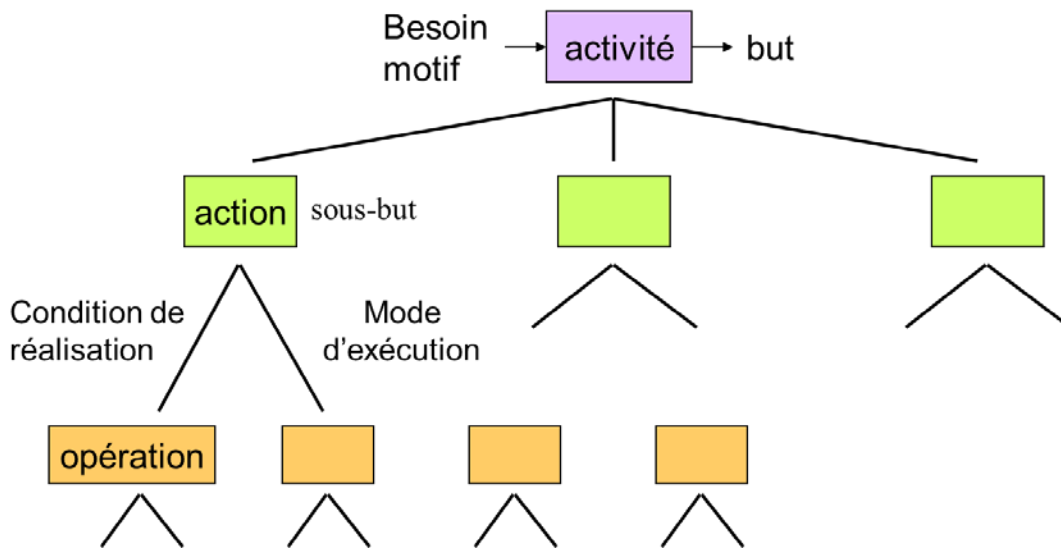 Besoin
motif
activité
but
action
sous-but
Condition de
réalisation
Mode
d'exécution
opération